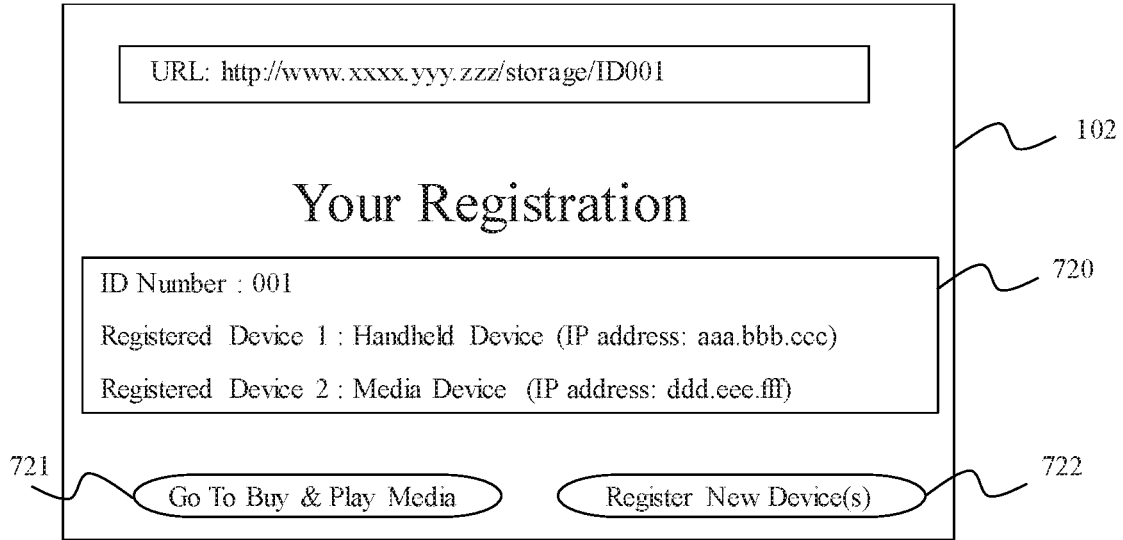 URL: http://www.xxxx.yyy.zzz/storage/ID001
102
Your Registration
720
ID Number : 001
Registered Device 1 : Handheld Device (IP address: aaa.bbb.ccc)
Registered Device 2 : Media Device (IP address: ddd.eee.fff)
721
Go To Buy & Play Media
Register New Device(s)
722